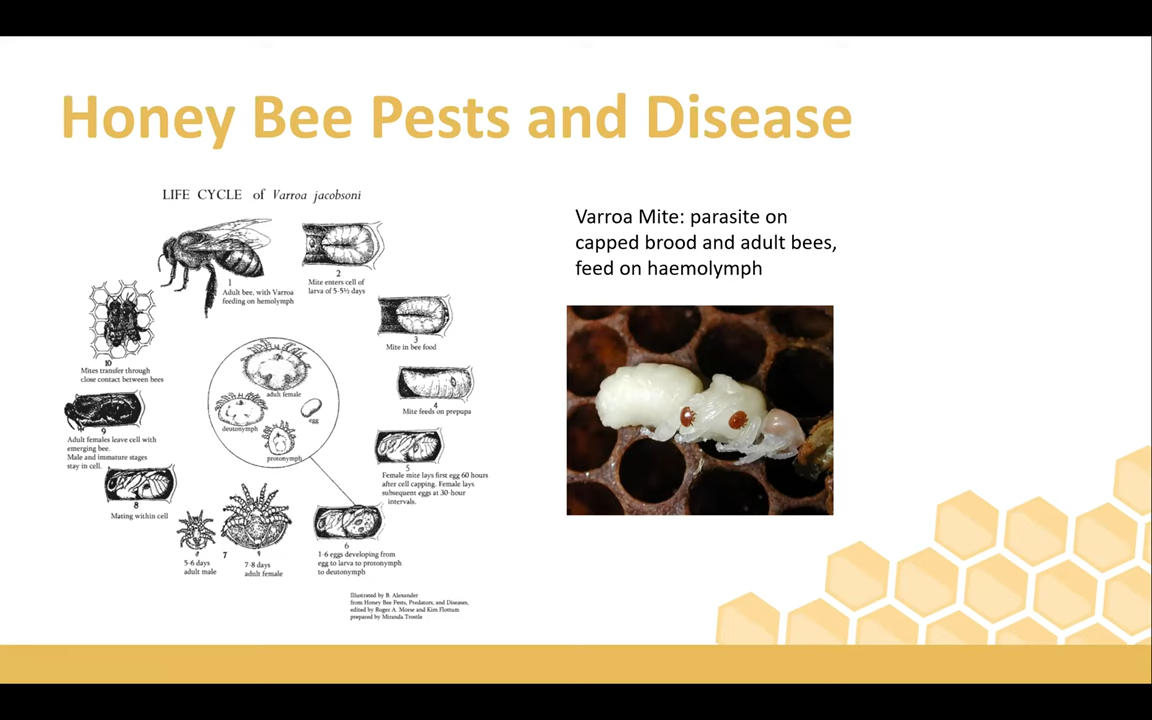 Honey Bee Pests and Disease
LIFE CYCLE of Varroa jacobsoni
1
Adult bee, with Varroa
feeding on hemolymph
2
Mite enters cell of
larva of 5-5½ days
3
Mite in bee food
4
Mite feeds on prepupa
5
Female mite lays first egg 60 hours
after cell capping. Female lays
subsequent eggs at 30-hour
intervals.
6
1-6 eggs developing from
egg to larva to protonymph
to deutonymph
7
5-6 days
adult male
7-8 days
adult female
8
Mating within cell
9
Adult females leave cell with
emerging bee.
Male and immature stages
stay in cell.
10
Mites transfer through
close contact between bees
adult female
deutonymph
egg
protonymph
Illustrated by B. Alexander
from Honey Bee Pests, Predators, and Diseases,
edited by Roger A. Morse and Kim Flottum
prepared by Miranda Trostle
Varroa Mite: parasite on
capped brood and adult bees,
feed on haemolymph